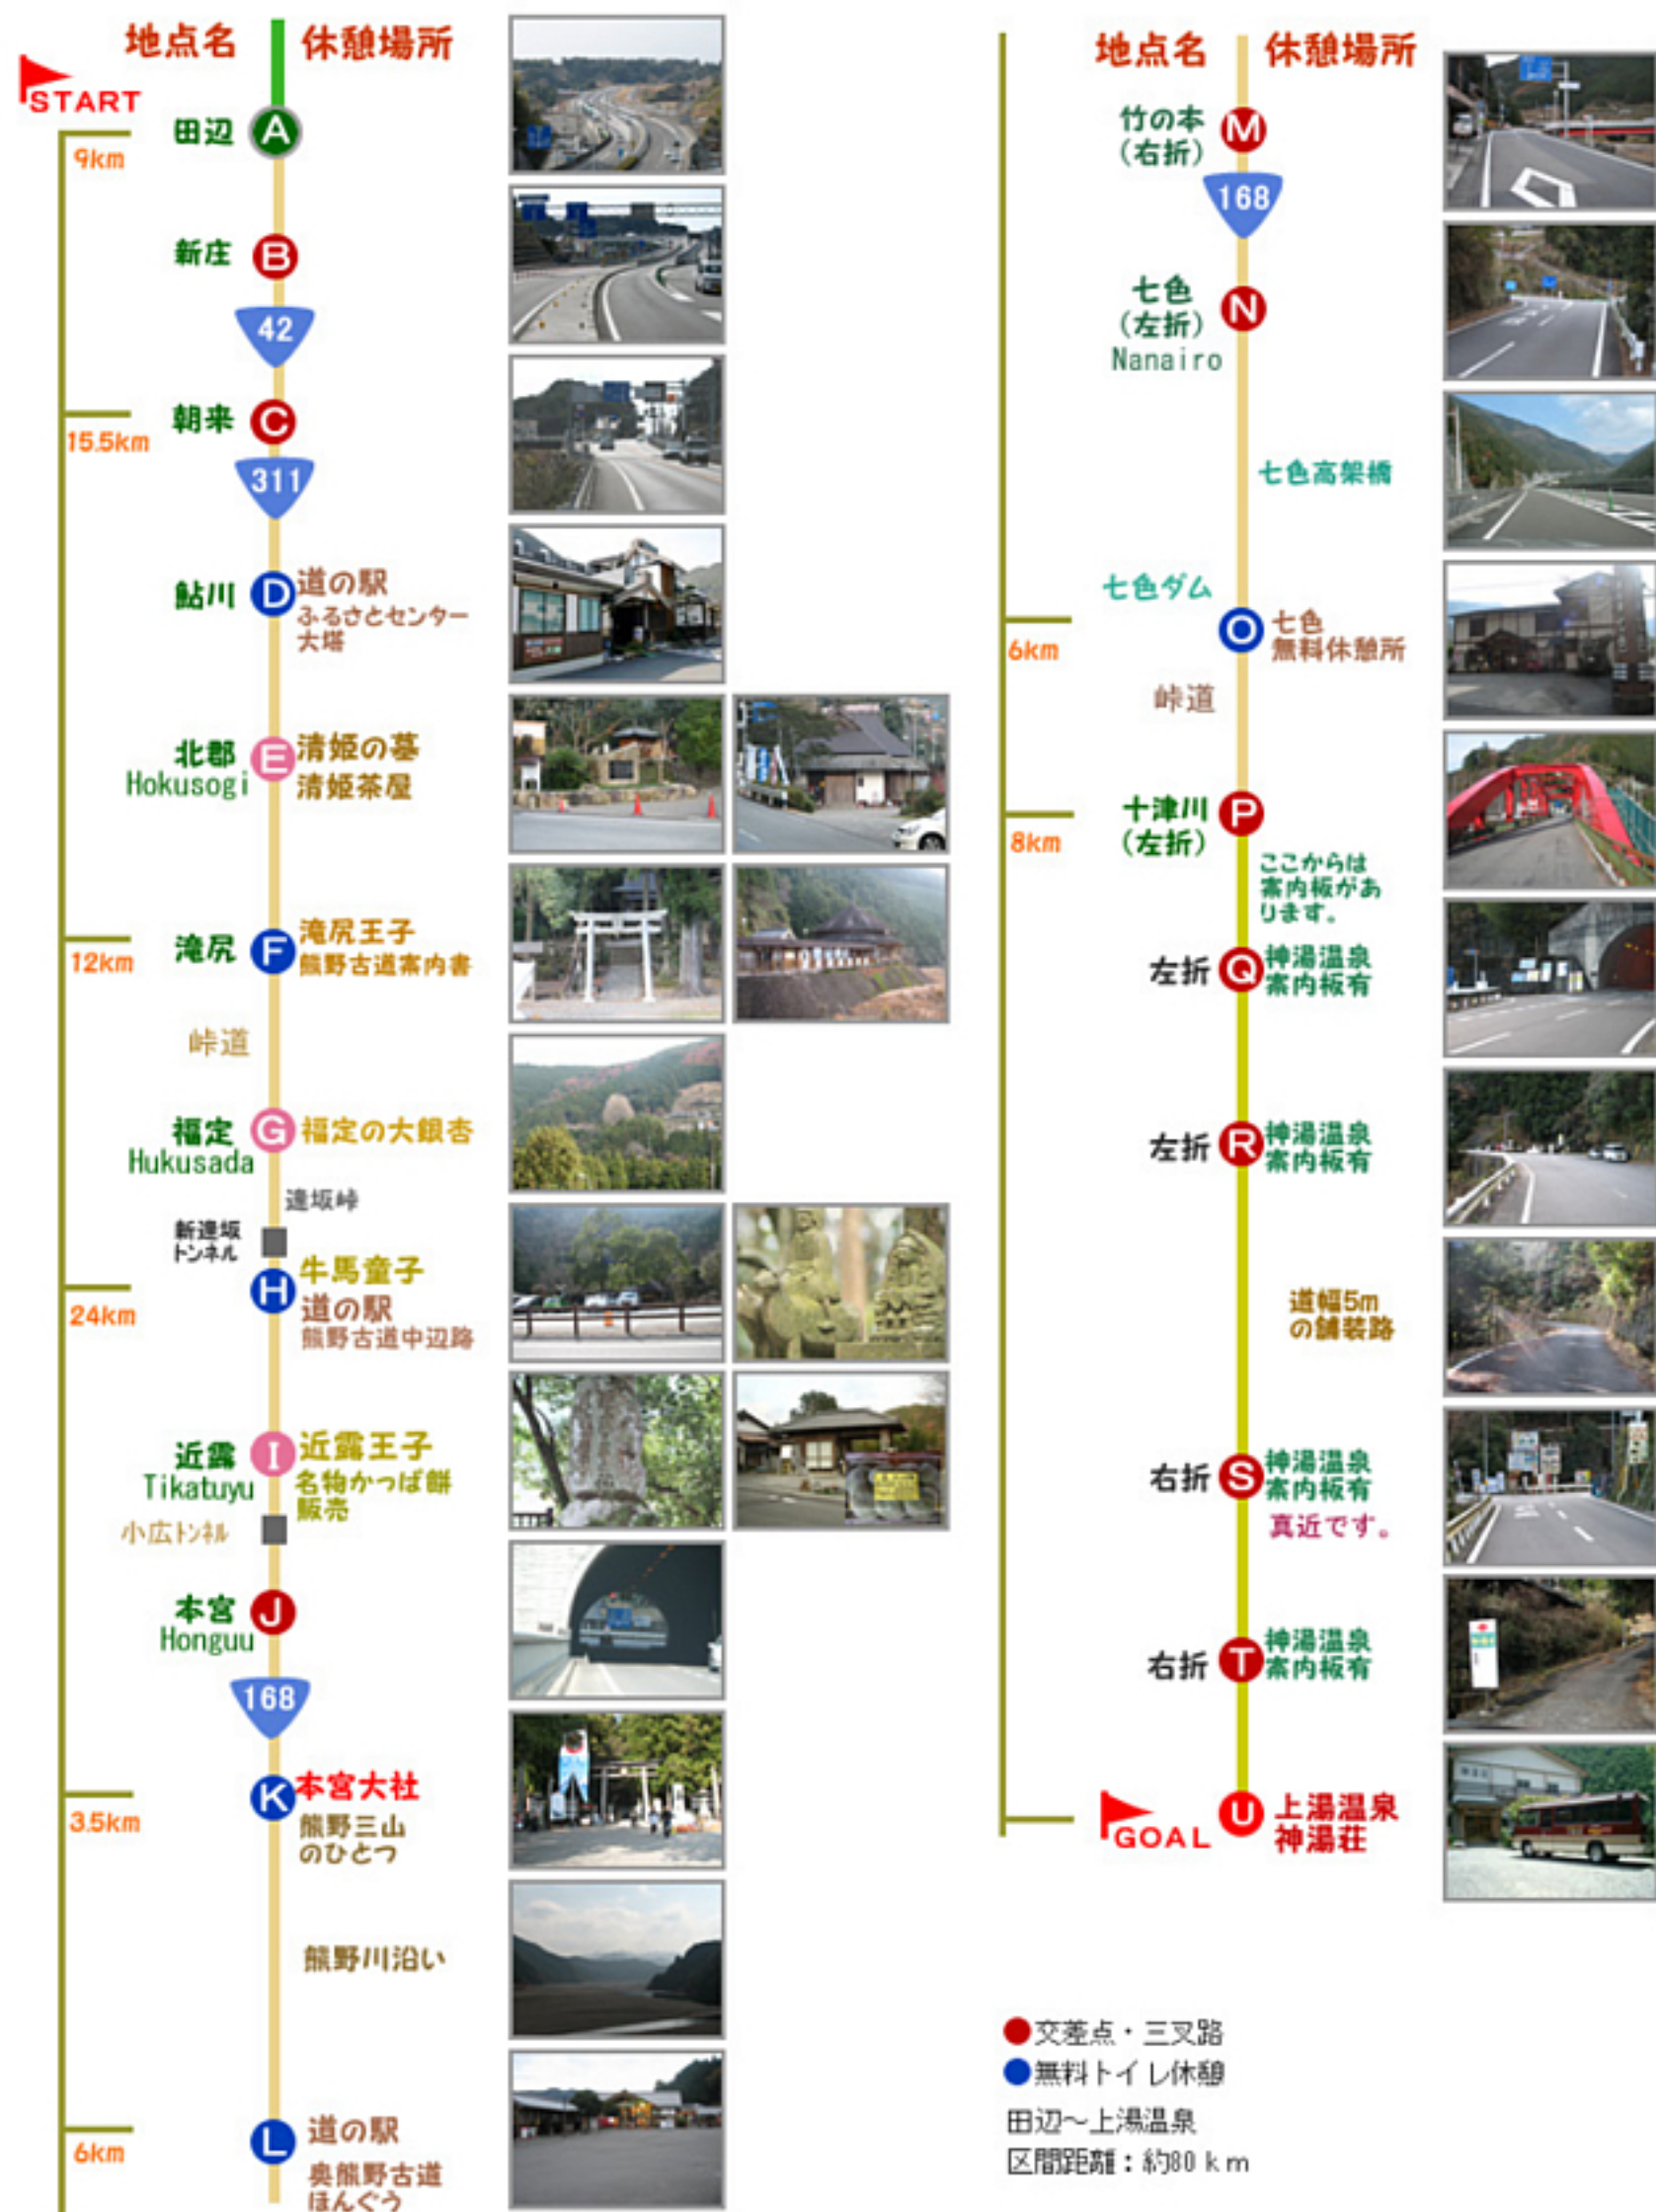 地点名 休憩場所
START
田辺 A
9km
新庄 B
42
朝来 C
15.5km
311
鮎川 D 道の駅
ふるさとセンター
大塔
北郡 E 清姫の墓
Hokusogi 清姫茶屋
滝尻 F 滝尻王子
12km 熊野古道案内書
峠道
福定 G 福定の大銀杏
Hukusada
逢坂峠
新逢坂
トンネル
H 牛馬童子
24km 道の駅
熊野古道中辺路
近露 I 近露王子
Tikatuyu 名物かっぱ餅
販売
小広トンネル
本宮 J
Honguu
168
K 本宮大社
3.5km 熊野三山
のひとつ
熊野川沿い
L 道の駅
6km 奥熊野古道
ほんぐう
地点名 休憩場所
竹の本 M
(右折)
168
七色 N
(左折)
Nanairo
七色高架橋
七色ダム
O 七色
6km 無料休憩所
峠道
十津川 P
(左折)
8km
ここからは
案内板があ
ります。
左折 Q 神湯温泉
案内板有
左折 R 神湯温泉
案内板有
道幅5m
の舗装路
右折 S 神湯温泉
案内板有
真近です。
右折 T 神湯温泉
案内板有
GOAL U 上湯温泉
神湯荘
交差点・三叉路
無料トイレ休憩
田辺～上湯温泉
区間距離：約80km